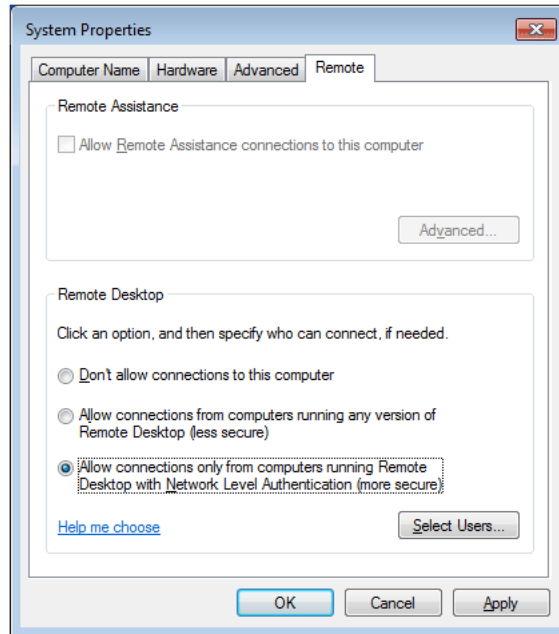 System Properties
Computer Name Hardware Advanced Remote
Remote Assistance
Allow Remote Assistance connections to this computer
Advanced...
Remote Desktop
Click an option, and then specify who can connect, if needed.
Don't allow connections to this computer
Allow connections from computers running any version of
Remote Desktop (less secure)
Allow connections only from computers running Remote
Desktop with Network Level Authentication (more secure)
Help me choose Select Users...
OK Cancel Apply